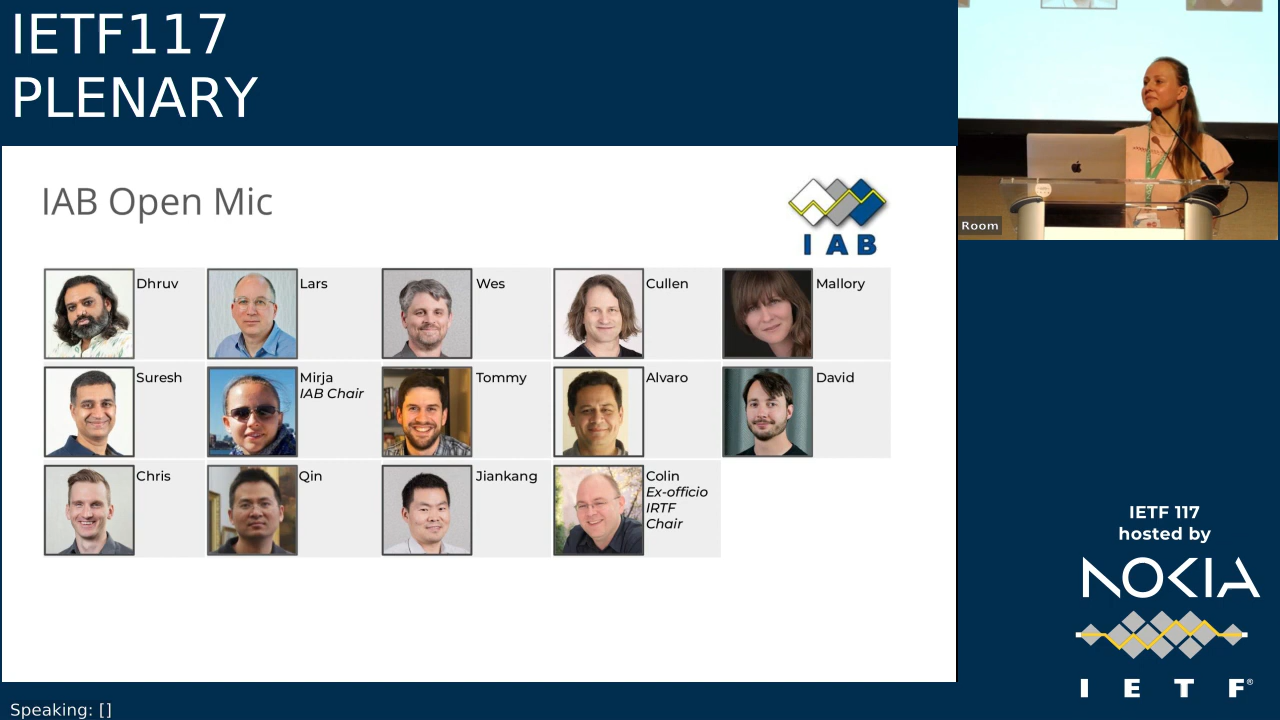 IETF117
PLENARY
IAB Open Mic
I A B
Dhruv
Lars
Wes
Cullen
Mallory
Suresh
Mirja
IAB Chair
Tommy
Alvaro
David
Chris
Qin
Jiankang
Colin
Ex-officio
IRTF
Chair
Room
IETF 117
hosted by
NOKIA
I E T F®
Speaking: []